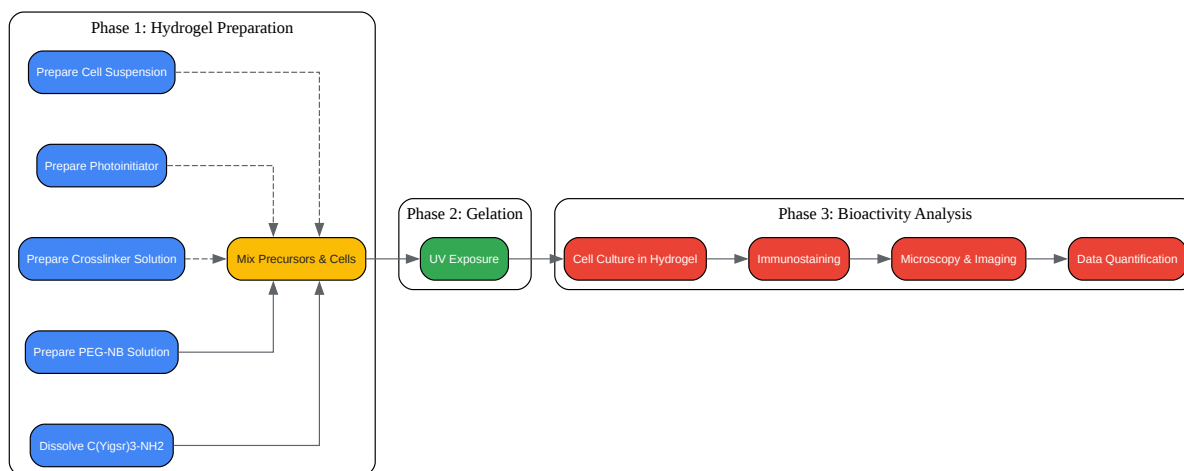 Phase 1: Hydrogel Preparation
Prepare Cell Suspension
Prepare Photoinitiator
Prepare Crosslinker Solution
Mix Precursors & Cells
Prepare PEG-NB Solution
Dissolve C(Yigsr)3-NH2
Phase 2: Gelation
UV Exposure
Phase 3: Bioactivity Analysis
Cell Culture in Hydrogel
Immunostaining
Microscopy & Imaging
Data Quantification